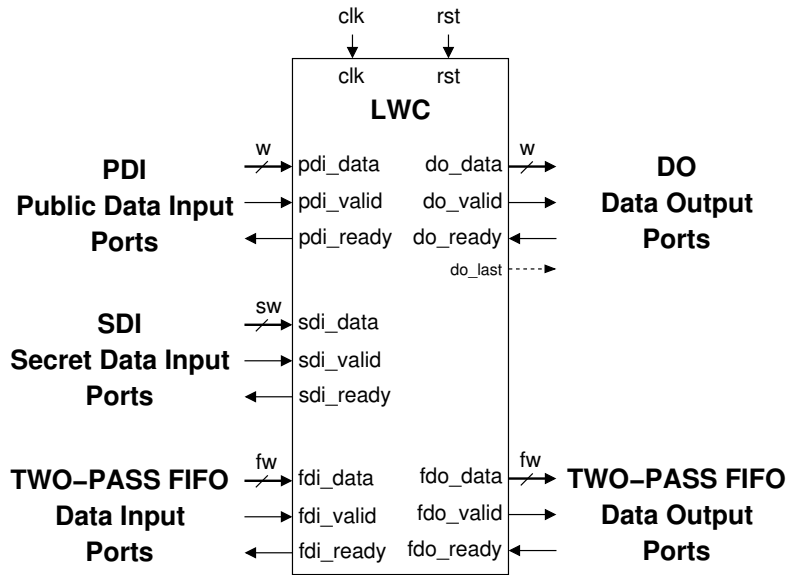 clk rst
clk rst
LWC
w pdi_data do_data w
PDI DO
Public Data Input pdi_valid do_valid Data Output
Ports pdi_ready do_ready Ports
do_last
SDI sw sdi_data
Secret Data Input sdi_valid
Ports sdi_ready
TWO−PASS FIFO fw fdi_data fdo_data fw TWO−PASS FIFO
Data Input fdi_valid fdo_valid Data Output
Ports fdi_ready fdo_ready Ports